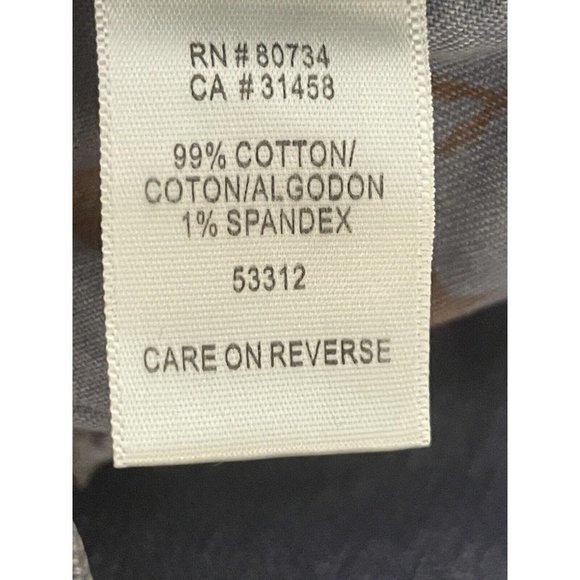 RN # 80734
CA # 31458
99% COTTON/
COTON/ALGODON
1% SPANDEX
53312
CARE ON REVERSE